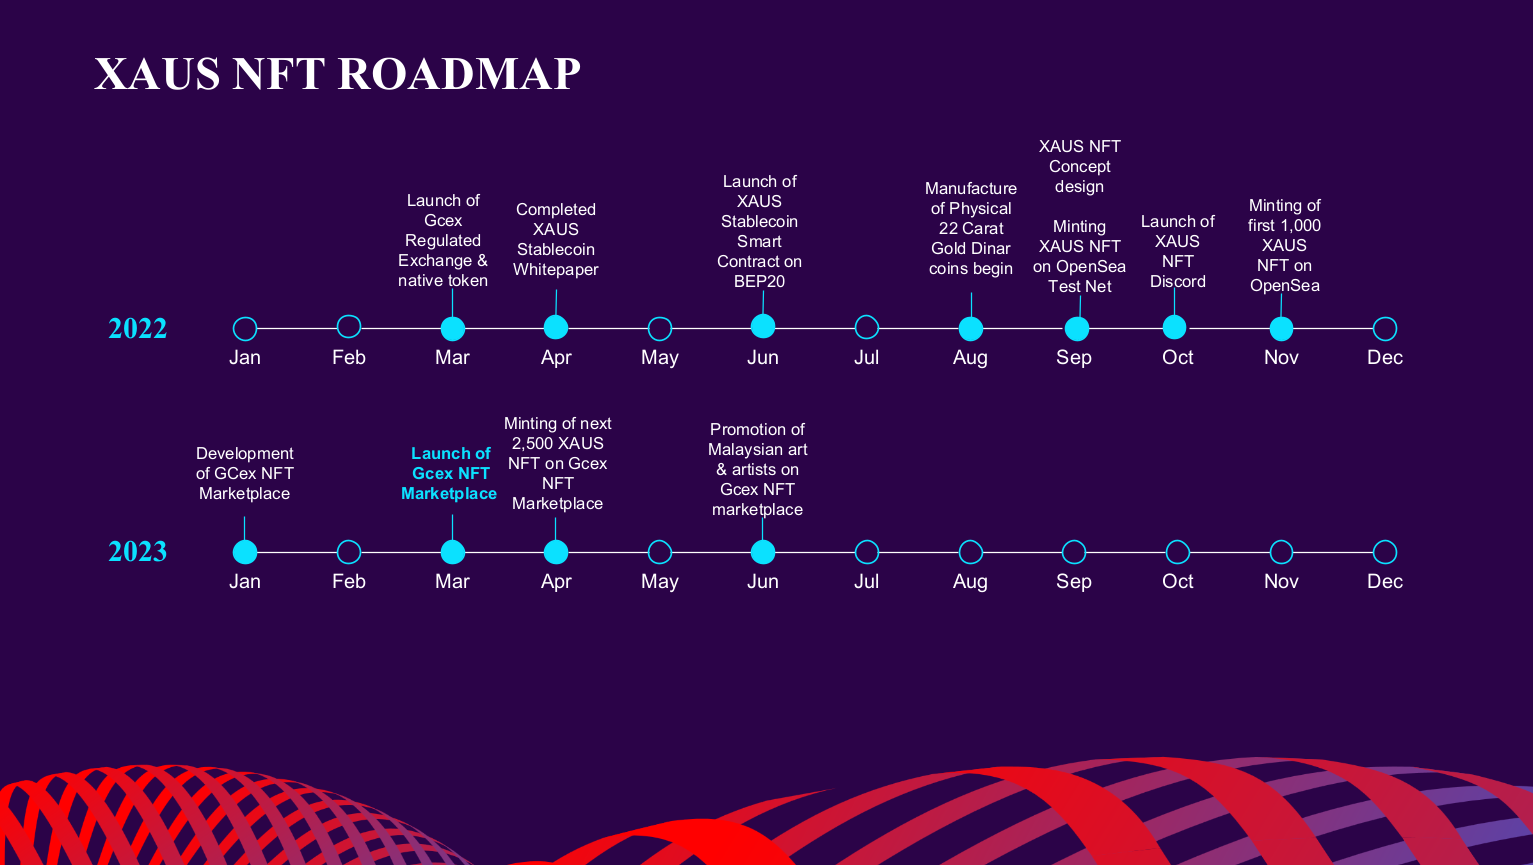 XAUS NFT ROADMAP
Launch of
Gcex
Regulated
Exchange &
native token
Completed
XAUS
Stablecoin
Whitepaper
Launch of
XAUS
Stablecoin
Smart
Contract on
BEP20
Manufacture
of Physical
22 Carat
Gold Dinar
coins begin
XAUS NFT
Concept
design
Minting
XAUS NFT
on OpenSea
Test Net
Launch of
XAUS
NFT
Discord
Minting of
first 1,000
XAUS
NFT on
OpenSea
2022
Jan Feb Mar Apr May Jun Jul Aug Sep Oct Nov Dec
Development
of GCex NFT
Marketplace
Launch of
Gcex NFT
Marketplace
Minting of next
2,500 XAUS
NFT on Gcex
NFT
Marketplace
Promotion of
Malaysian art
& artists on
Gcex NFT
marketplace
2023
Jan Feb Mar Apr May Jun Jul Aug Sep Oct Nov Dec